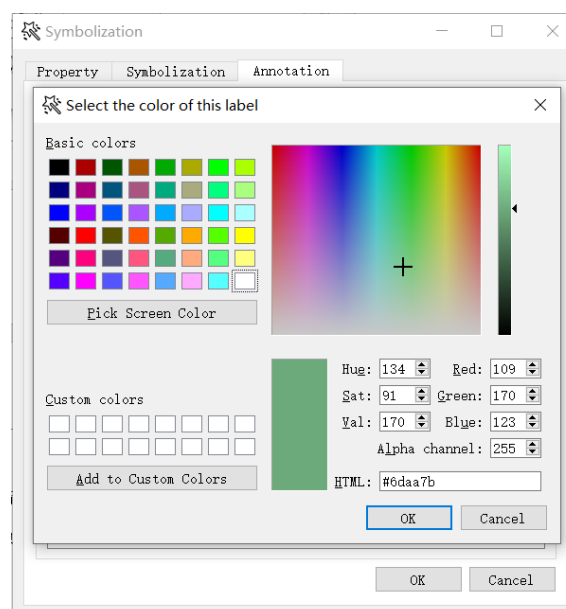 Symbolization
Property Symbolization Annotation
Select the color of this label
Basic colors
Pick Screen Color
Custom colors
Add to Custom Colors
Hue: 134 Red: 109
Sat: 91 Green: 170
Val: 170 Blue: 123
Alpha channel: 255
HTML: #6daa7b
OK Cancel
OK Cancel